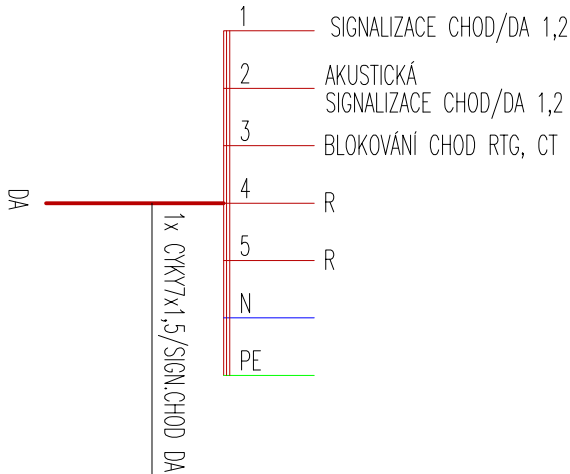 1 SIGNALIZACE CHOD/DA 1,2
2 AKUSTICKÁ
SIGNALIZACE CHOD/DA 1,2
3 BLOKOVÁNÍ CHOD RTG, CT
4 R
5 R
N
PE
DA
1x CYKY7x1,5/SIGN.CHOD DA